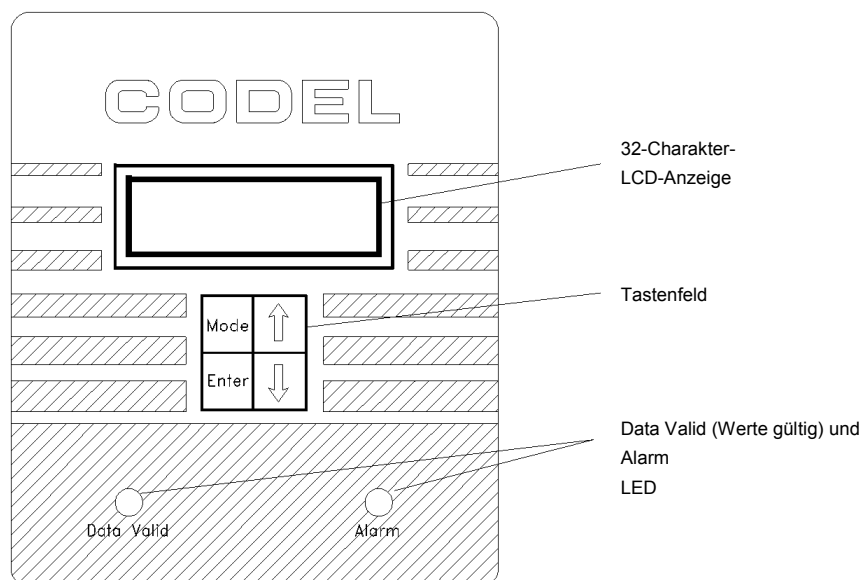 CODEL
32-Charakter-
LCD-Anzeige
Mode
Enter
Tastenfeld
Data Valid (Werte gültig) und
Alarm
LED
Data Valid
Alarm